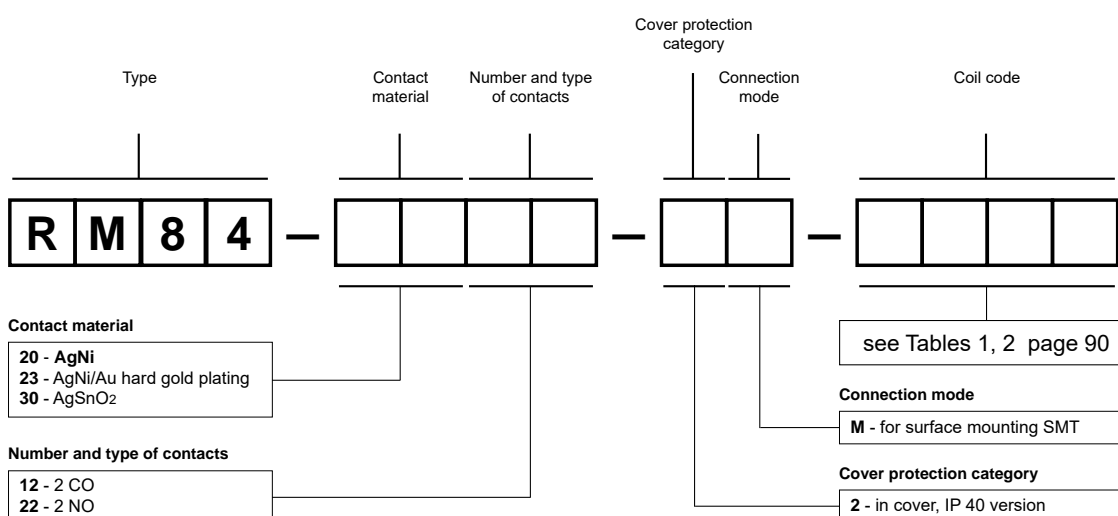 Cover protection
category
Type
Contact
material
Number and type
of contacts
Connection
mode
Coil code
R M 8 4 – – –
Contact material
20 - AgNi
23 - AgNi/Au hard gold plating
30 - AgSnO2
see Tables 1, 2 page 90
Connection mode
M - for surface mounting SMT
Number and type of contacts
12 - 2 CO
22 - 2 NO
Cover protection category
2 - in cover, IP 40 version